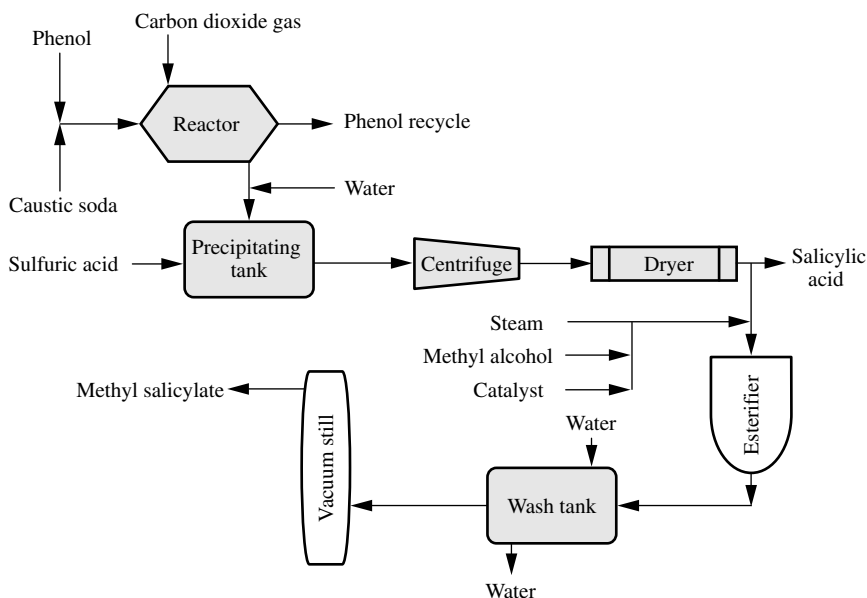 Carbon dioxide gas
Phenol
Reactor
Phenol recycle
Caustic soda
Water
Sulfuric acid
Precipitating
tank
Centrifuge
Dryer
Salicylic
acid
Steam
Methyl alcohol
Catalyst
Methyl salicylate
Vacuum still
Water
Esterifier
Wash tank
Water